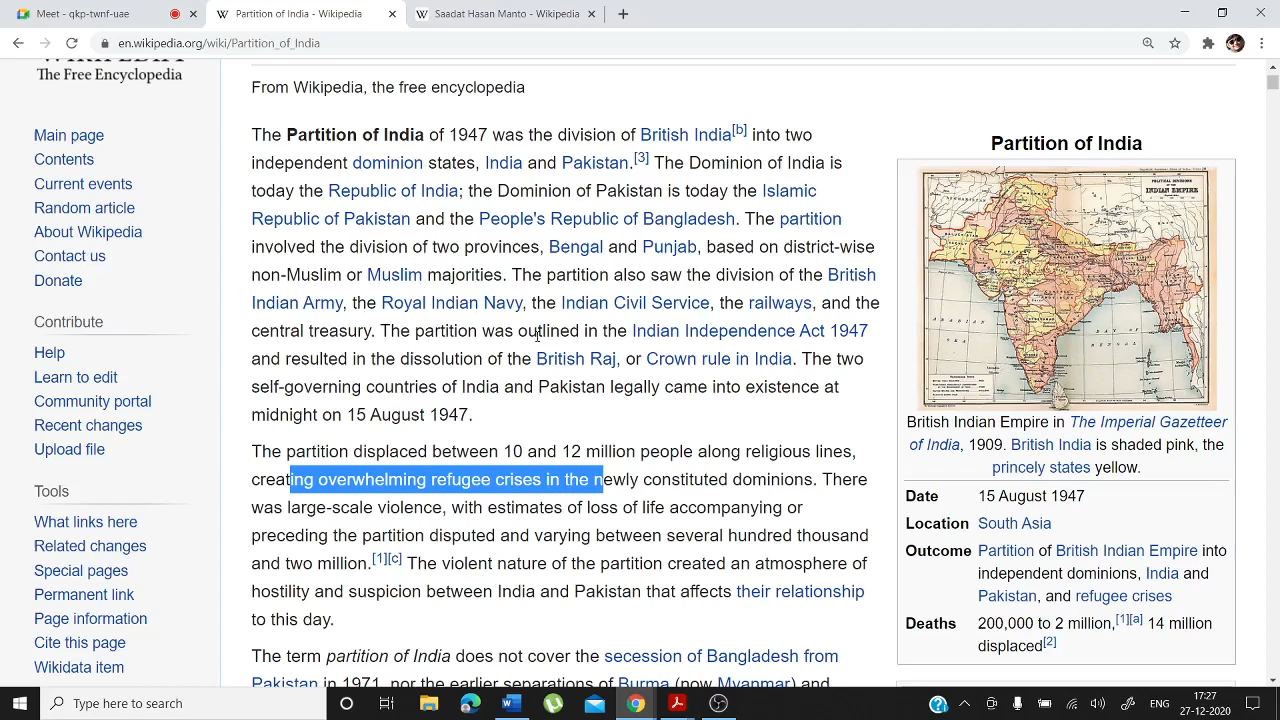 Meet - qkp-twnf-uae
Partition of India - Wikipedia
Saadat Hasan Manto - Wikipedia
en.wikipedia.org/wiki/Partition_of_India
WIKIPEDIA
The Free Encyclopedia
Main page
Contents
Current events
Random article
About Wikipedia
Contact us
Donate
Contribute
Help
Learn to edit
Community portal
Recent changes
Upload file
Tools
What links here
Related changes
Special pages
Permanent link
Page information
Cite this page
Wikidata item
From Wikipedia, the free encyclopedia
The Partition of India of 1947 was the division of British India[b] into two
independent dominion states, India and Pakistan.[3] The Dominion of India is
today the Republic of India; the Dominion of Pakistan is today the Islamic
Republic of Pakistan and the People's Republic of Bangladesh. The partition
involved the division of two provinces, Bengal and Punjab, based on district-wise
non-Muslim or Muslim majorities. The partition also saw the division of the British
Indian Army, the Royal Indian Navy, the Indian Civil Service, the railways, and the
central treasury. The partition was outlined in the Indian Independence Act 1947
and resulted in the dissolution of the British Raj, or Crown rule in India. The two
self-governing countries of India and Pakistan legally came into existence at
midnight on 15 August 1947.
The partition displaced between 10 and 12 million people along religious lines,
creating overwhelming refugee crises in the newly constituted dominions. There
was large-scale violence, with estimates of loss of life accompanying or
preceding the partition disputed and varying between several hundred thousand
and two million.[1][c] The violent nature of the partition created an atmosphere of
hostility and suspicion between India and Pakistan that affects their relationship
to this day.
The term partition of India does not cover the secession of Bangladesh from
Pakistan in 1971, nor the earlier separations of Burma (now Myanmar) and
Partition of India
INDIAN EMPIRE
British Indian Empire in The Imperial Gazetteer
of India, 1909. British India is shaded pink, the
princely states yellow.
Date 15 August 1947
Location South Asia
Outcome Partition of British Indian Empire into
independent dominions, India and
Pakistan, and refugee crises
Deaths 200,000 to 2 million,[1][a] 14 million
displaced[2]
Type here to search
ENG
17:27
27-12-2020